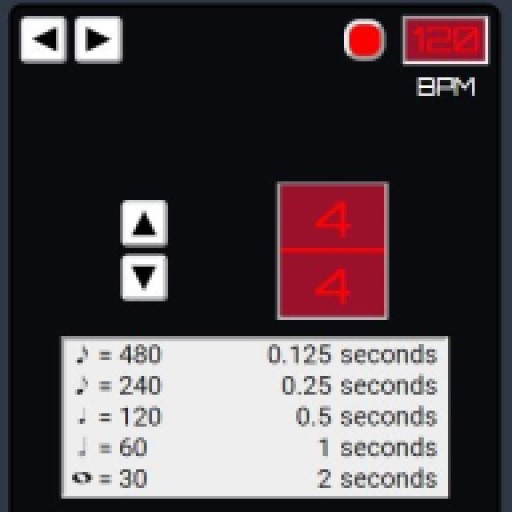 120
BPM
4
4
♪ = 480 0.125 seconds
♪ = 240 0.25 seconds
♩ = 120 0.5 seconds
𝅗𝅥 = 60 1 seconds
𝅝 = 30 2 seconds